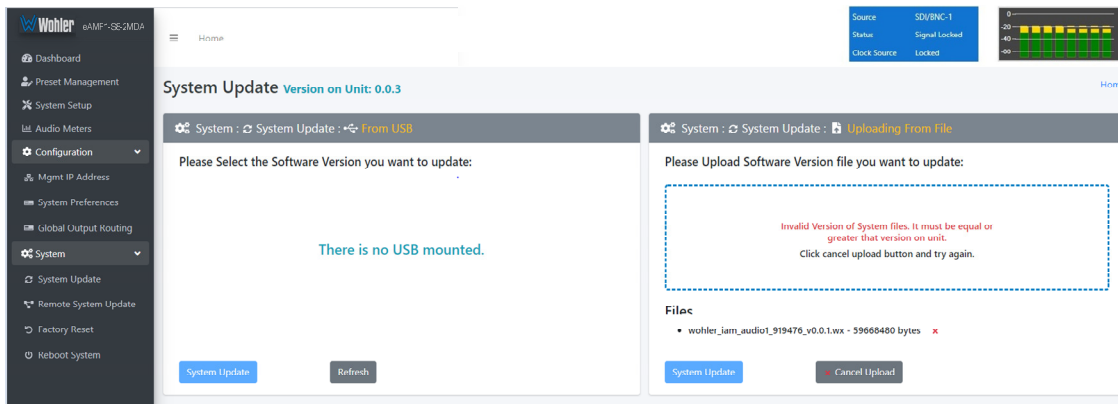 Wohler eAMP1-S8-2MDA
Dashboard
Preset Management
System Setup
Audio Meters
Configuration
Mgmt IP Address
System Preferences
Global Output Routing
System
System Update
Remote System Update
Factory Reset
Reboot System
Home
Source SDI/BNC-1
Status Signal Locked
Clock Source Locked
0
-20
-40
-60
System Update Version on Unit: 0.0.3
Hom
System : System Update : From USB
Please Select the Software Version you want to update:
There is no USB mounted.
System Update Refresh
System : System Update : Uploading From File
Please Upload Software Version file you want to update:
Invalid Version of System files. It must be equal or
greater that version on unit.
Click cancel upload button and try again.
Files
wohler_iam_audio1_919476_v0.0.1.wx - 59668480 bytes x
System Update x Cancel Upload